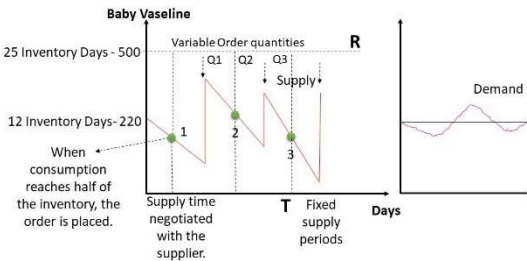 Baby Vaseline
25 Inventory Days - 500
Variable Order quantities
R
Q1
Q2
Q3
Supply
Demand
12 Inventory Days- 220
1
2
3
When
consumption
reaches half of
the inventory, the
order is placed.
Supply time
negotiated
with the
supplier.
T
Fixed
supply
periods
Days